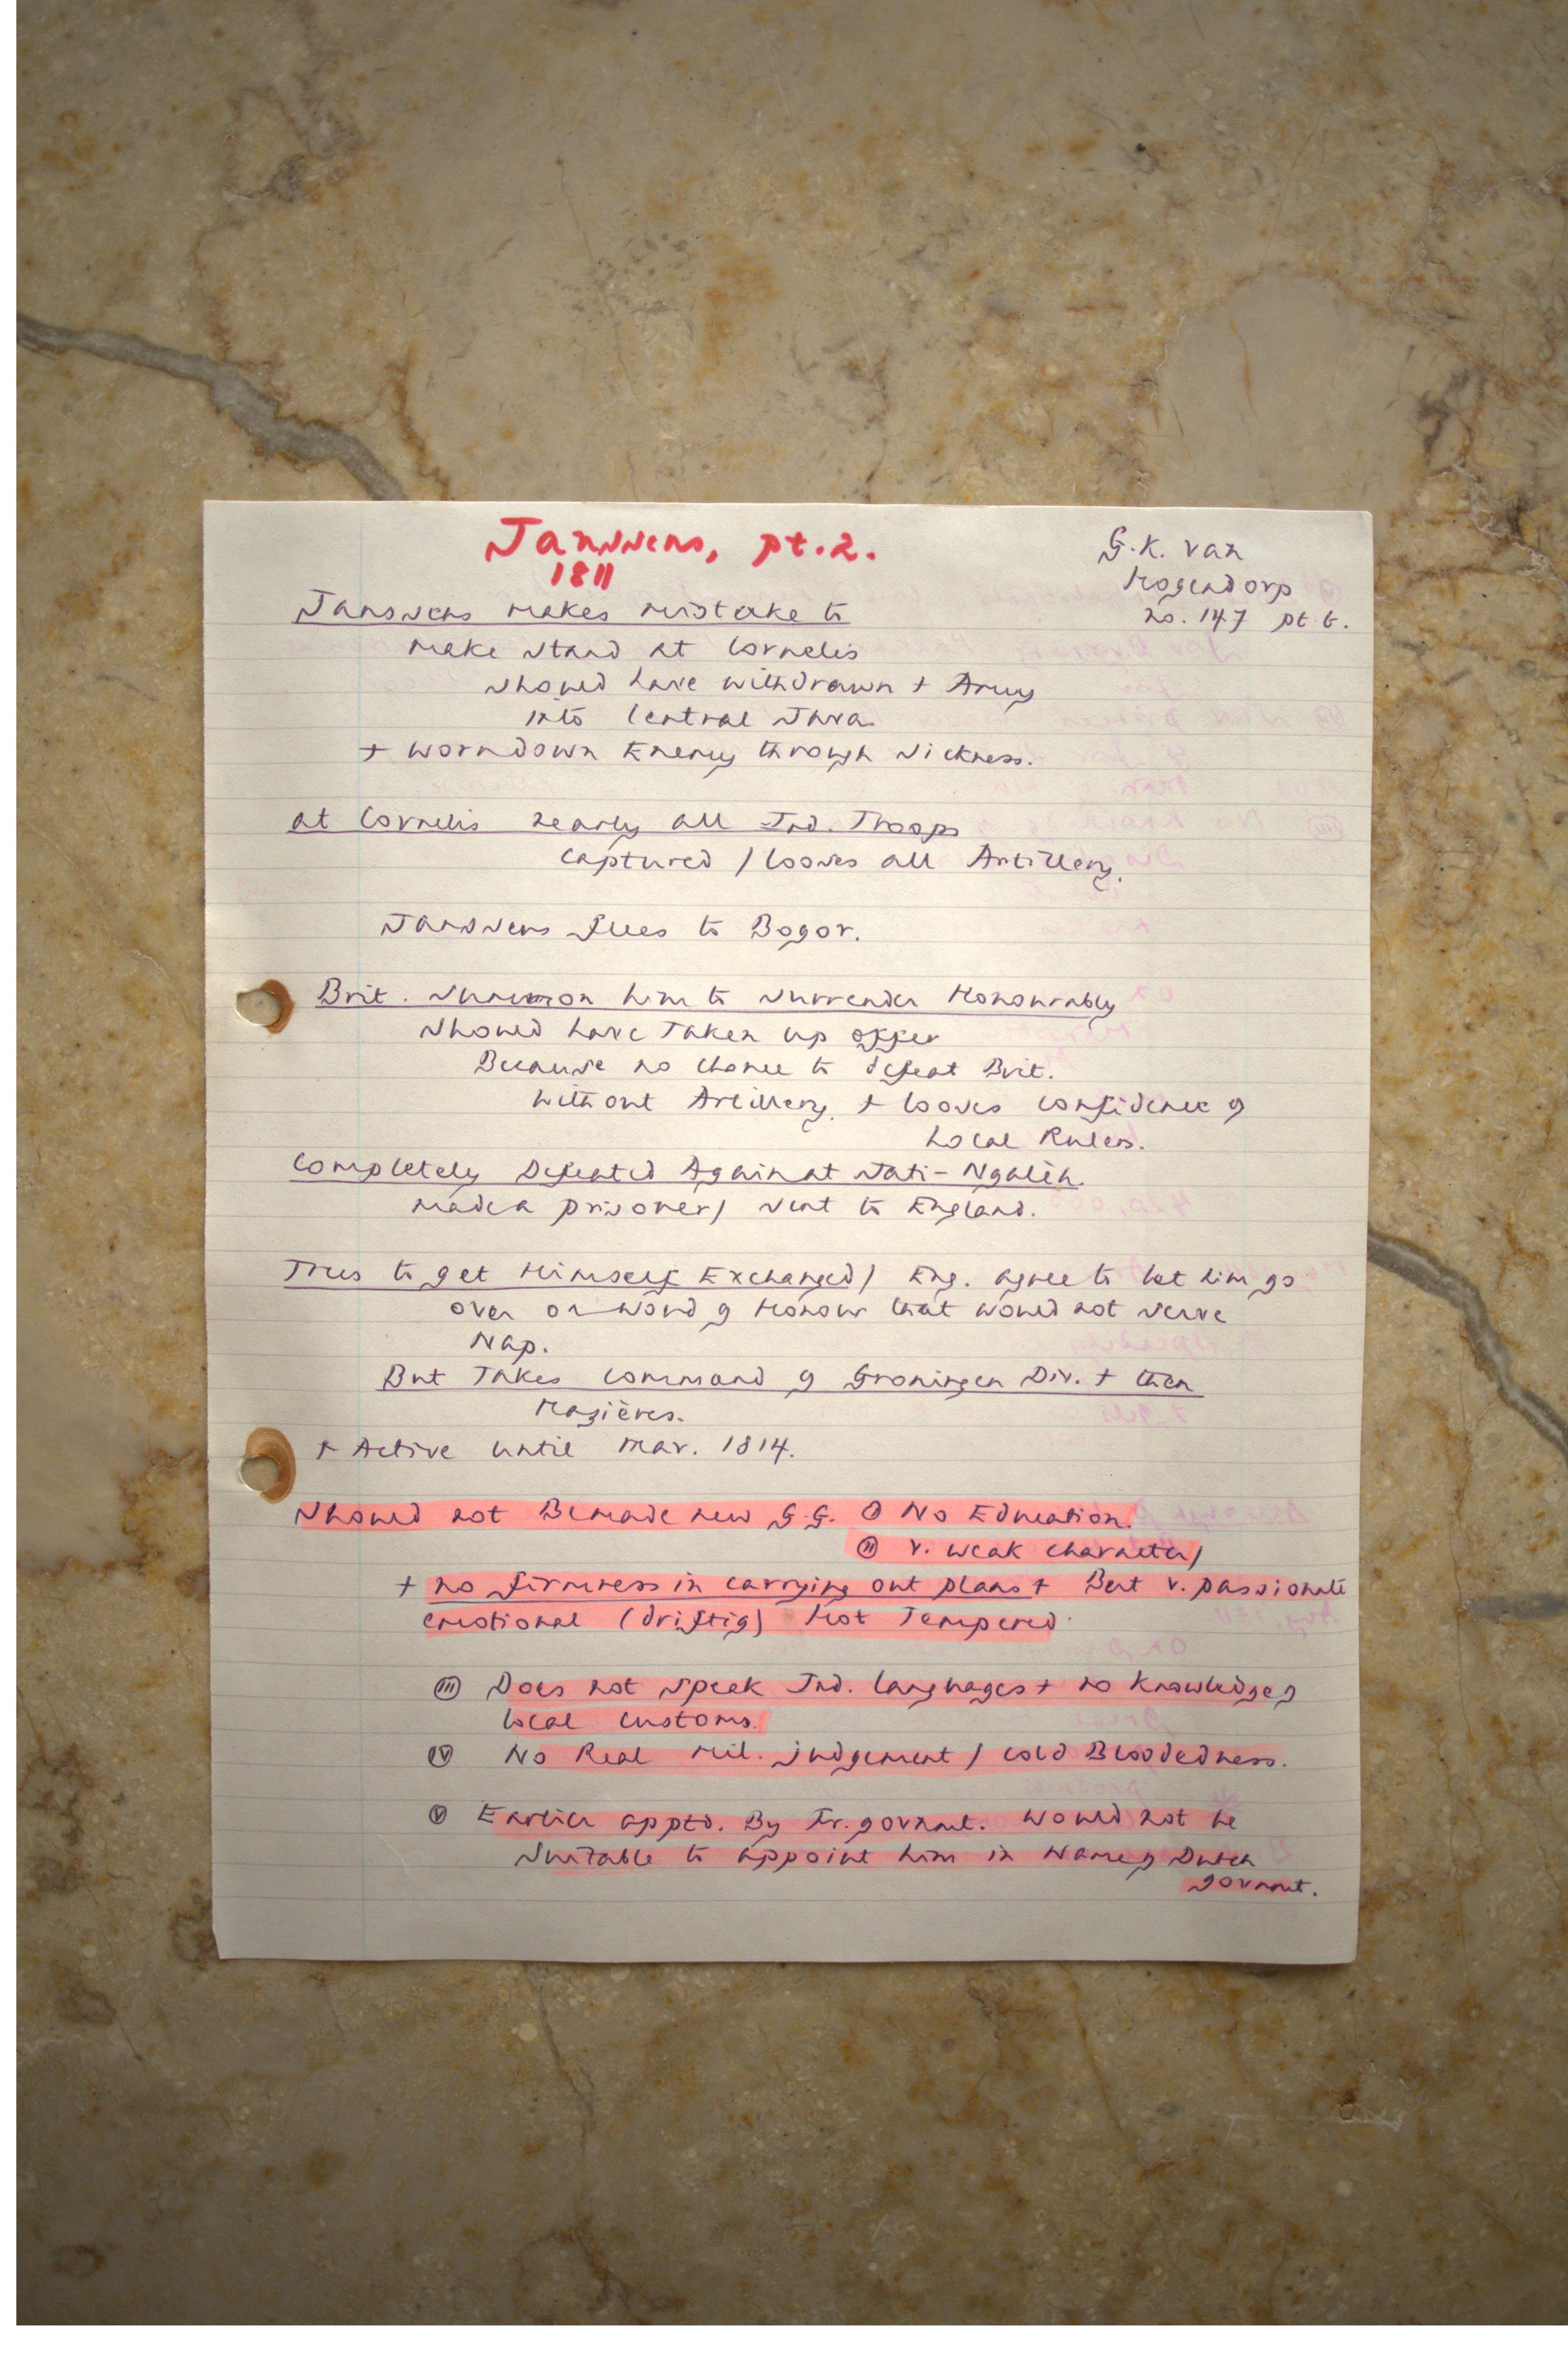 Janssens, pt.2.
1811
G.K. van
Hogendorp
no. 147 pt. 6.
Janssens makes mistake to
make stand at Cornelis
should have withdrawn + Army
into Central Java
+ worndown Enemy through sickness.
at Cornelis nearly all Ind. Troops
captured / looses all Artillery.
Janssens flees to Bogor.
Brit. summon him to surrender Honourably
should have Taken up offer
Because no chance to defeat Brit.
without Artillery. + looses confidence of
Local Rulers.
Completely Defeated Again at Jati-Ngaleh.
made a prisoner / sent to England.
Tries to get Himself Exchanged / Eng. agree to let him go
over on word of Honour that would not serve
Nap.
But Takes command of Groningen Div. + then
Mazières.
+ Active until Mar. 1814.
Should not Be made new G.G. (i) No Education.
(ii) v. weak character /
+ no firmness in carrying out plans + But v. passionate
emotional (driftig) Hot Tempered.
(iii) Does not speak Ind. languages + no Knowledge of
local customs.
(iv) No Real mil. judgement / cold Bloodedness.
(v) Earlier apptd. By Fr. govnmt. would not be
suitable to appoint him in Name of Dutch
govnmt.